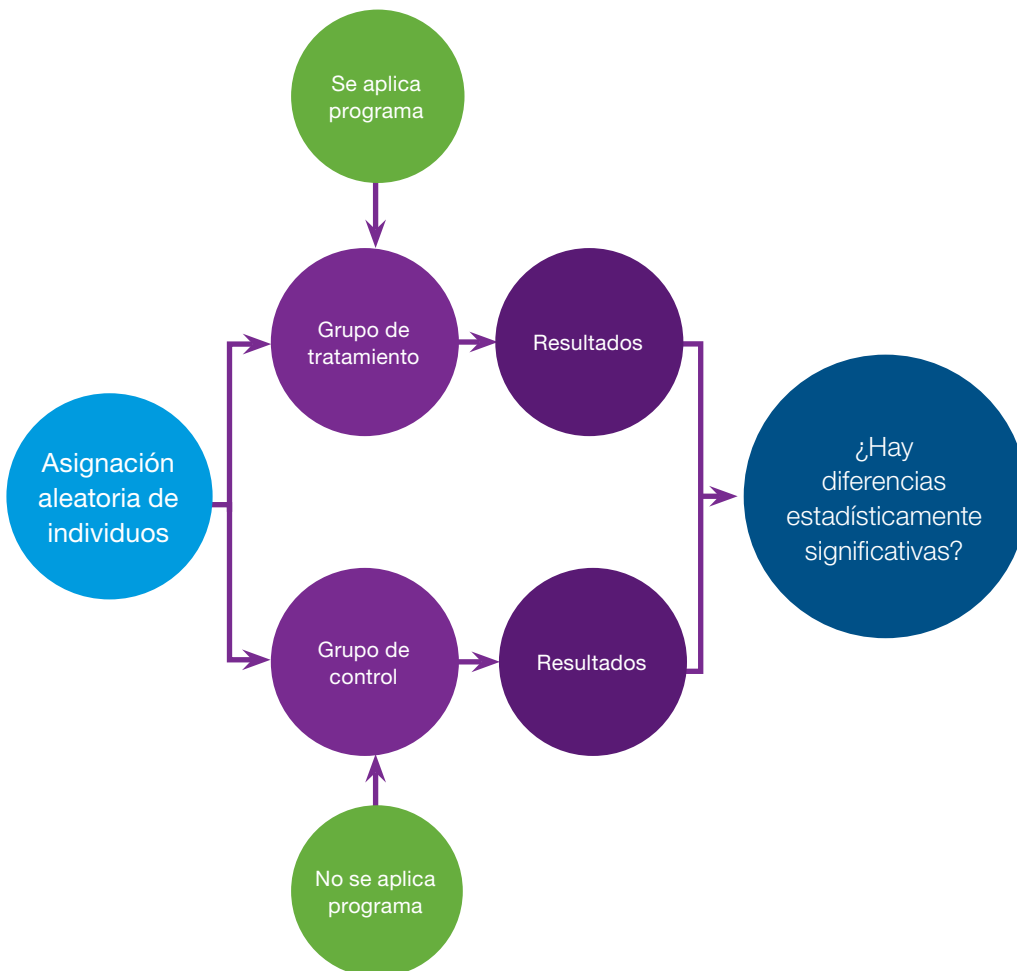 Se aplica
programa
Grupo de
tratamiento
Resultados
Asignación
aleatoria de
individuos
¿Hay
diferencias
estadísticamente
significativas?
Grupo de
control
Resultados
No se aplica
programa